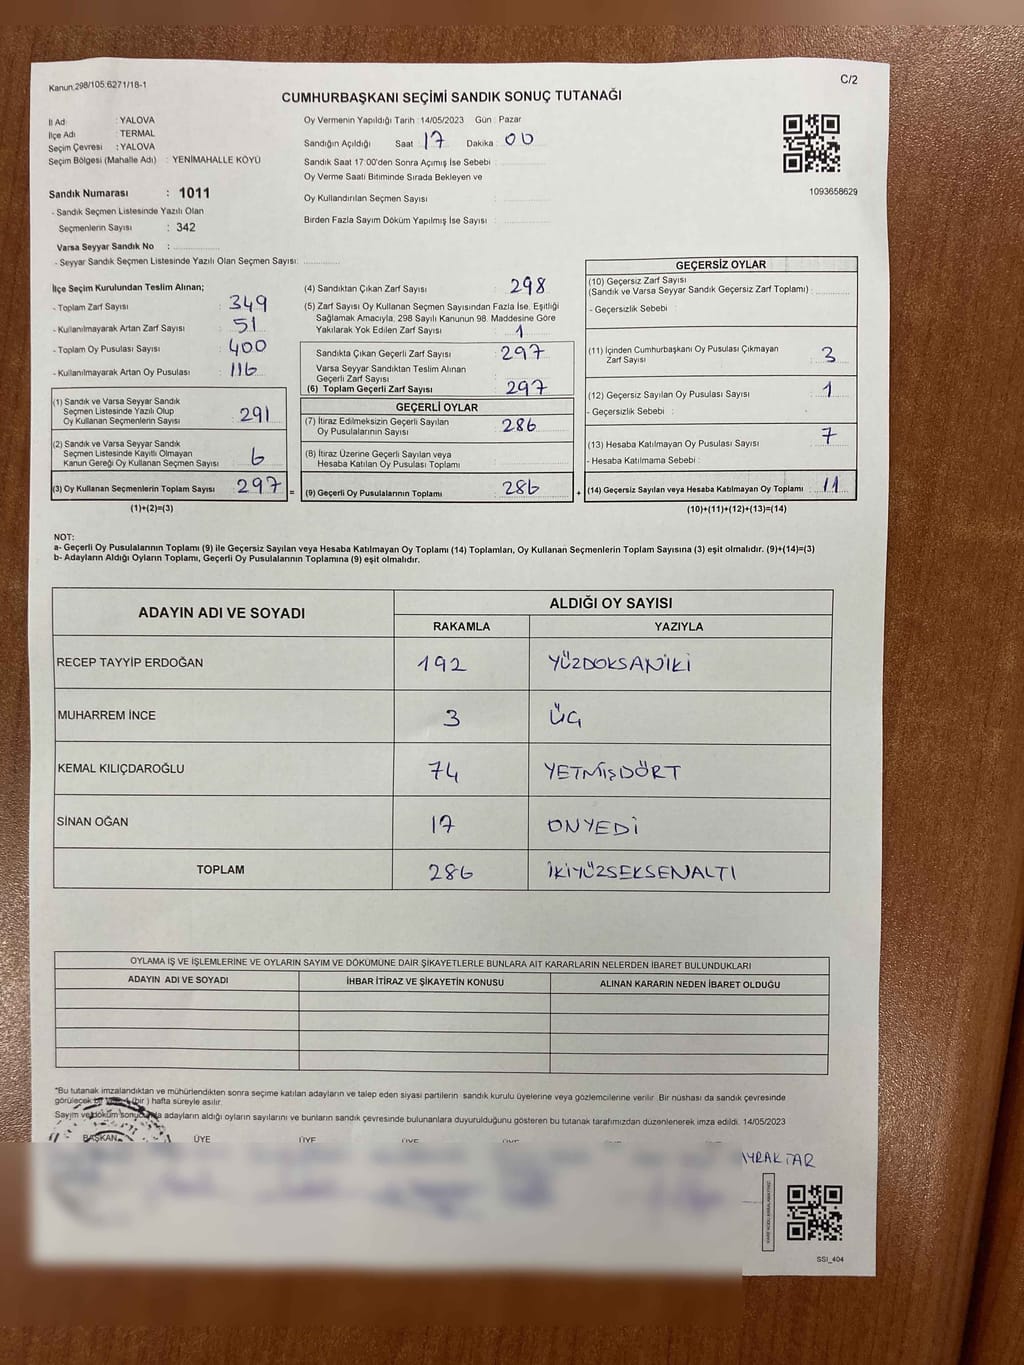 Kanun.298/105.6271/18-1
C/2
CUMHURBAŞKANI SEÇİMİ SANDIK SONUÇ TUTANAĞI
İl Adı : YALOVA
İlçe Adı : TERMAL
Seçim Çevresi : YALOVA
Seçim Bölgesi (Mahalle Adı) : YENİMAHALLE KÖYÜ
Sandık Numarası : 1011
- Sandık Seçmen Listesinde Yazılı Olan
Seçmenlerin Sayısı : 342
Varsa Seyyar Sandık No :
- Seyyar Sandık Seçmen Listesinde Yazılı Olan Seçmen Sayısı:
Oy Vermenin Yapıldığı Tarih :14/05/2023 Gün : Pazar
Sandığın Açıldığı Saat 17 Dakika 00
Sandık Saat 17:00'den Sonra Açımış İse Sebebi :
Oy Verme Saati Bitiminde Sırada Bekleyen ve
Oy Kullandırılan Seçmen Sayısı :
Birden Fazla Sayım Döküm Yapılmış İse Sayısı :
1093658629
İlçe Seçim Kurulundan Teslim Alınan;
- Toplam Zarf Sayısı : 349
- Kullanılmayarak Artan Zarf Sayısı : 51
- Toplam Oy Pusulası Sayısı : 400
- Kullanılmayarak Artan Oy Pusulası : 116
(1) Sandık ve Varsa Seyyar Sandık
Seçmen Listesinde Yazılı Olup
Oy Kullanan Seçmenlerin Sayısı : 291
(2) Sandık ve Varsa Seyyar Sandık
Seçmen Listesinde Kayıtlı Olmayan
Kanun Gereği Oy Kullanan Seçmen Sayısı : 6
(3) Oy Kullanan Seçmenlerin Toplam Sayısı : 297
(1)+(2)=(3)
(4) Sandıktan Çıkan Zarf Sayısı : 298
(5) Zarf Sayısı Oy Kullanan Seçmen Sayısından Fazla İse, Eşitliği
Sağlamak Amacıyla, 298 Sayılı Kanunun 98. Maddesine Göre
Yakılarak Yok Edilen Zarf Sayısı : 1
Sandıkta Çıkan Geçerli Zarf Sayısı : 297
Varsa Seyyar Sandıktan Teslim Alınan
Geçerli Zarf Sayısı :
(6) Toplam Geçerli Zarf Sayısı : 297
=
GEÇERLİ OYLAR
(7) İtiraz Edilmeksizin Geçerli Sayılan
Oy Pusulalarının Sayısı : 286
(8) İtiraz Üzerine Geçerli Sayılan veya
Hesaba Katılan Oy Pusulası Toplamı :
(9) Geçerli Oy Pusulalarının Toplamı : 286
+
GEÇERSİZ OYLAR
(10) Geçersiz Zarf Sayısı
(Sandık ve Varsa Seyyar Sandık Geçersiz Zarf Toplamı) :
- Geçersizlik Sebebi :
(11) İçinden Cumhurbaşkanı Oy Pusulası Çıkmayan
Zarf Sayısı : 3
(12) Geçersiz Sayılan Oy Pusulası Sayısı : 1
- Geçersizlik Sebebi :
(13) Hesaba Katılmayan Oy Pusulası Sayısı : 7
- Hesaba Katılmama Sebebi :
(14) Geçersiz Sayılan veya Hesaba Katılmayan Oy Toplamı : 11
(10)+(11)+(12)+(13)=(14)
NOT:
a- Geçerli Oy Pusulalarının Toplamı (9) ile Geçersiz Sayılan veya Hesaba Katılmayan Oy Toplamı (14) Toplamları, Oy Kullanan Seçmenlerin Toplam Sayısına (3) eşit olmalıdır. (9)+(14)=(3)
b- Adayların Aldığı Oyların Toplamı, Geçerli Oy Pusulalarının Toplamına (9) eşit olmalıdır.
ADAYIN ADI VE SOYADI ALDIĞI OY SAYISI
RAKAMLA YAZIYLA
RECEP TAYYİP ERDOĞAN 192 YÜZDOKSANİKİ
MUHARREM İNCE 3 ÜÇ
KEMAL KILIÇDAROĞLU 74 YETMİŞDÖRT
SİNAN OĞAN 17 ONYEDİ
TOPLAM 286 İKİYÜZSEKSENALTI
OYLAMA İŞ VE İŞLEMLERİNE VE OYLARIN SAYIM VE DÖKÜMÜNE DAİR ŞİKAYETLERLE BUNLARA AİT KARARLARIN NELERDEN İBARET BULUNDUKLARI
ADAYIN ADI VE SOYADI İHBAR İTİRAZ VE ŞİKAYETİN KONUSU ALINAN KARARIN NEDEN İBARET OLDUĞU
*Bu tutanak imzalandıktan ve mühürlendikten sonra seçime katılan adayların ve talep eden siyasi partilerin sandık kurulu üyelerine veya gözlemcilerine verilir. Bir nüshası da sandık çevresinde
görülecek (bir ) hafta süreyle asılır.
Sayım ve döküm adayların aldığı oyların sayılarını ve bunların sandık çevresinde bulunanlara duyurulduğunu gösteren bu tutanak tarafımızdan düzenlenerek imza edildi. 14/05/2023
BAŞKAN ÜYE ÜYE ÜYE ÜYE
AYRAKTAR
SSI_404